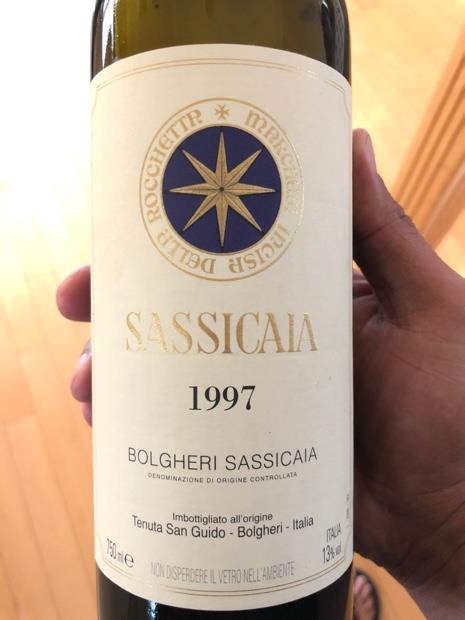 MARCHESI INCISA DELLA ROCCHETTA
SASSICAIA
1997
BOLGHERI SASSICAIA
DENOMINAZIONE DI ORIGINE CONTROLLATA
Imbottigliato all'origine
Tenuta San Guido - Bolgheri - Italia
750 ml e
ITALIA
13% vol
NON DISPERDERE IL VETRO NELL'AMBIENTE